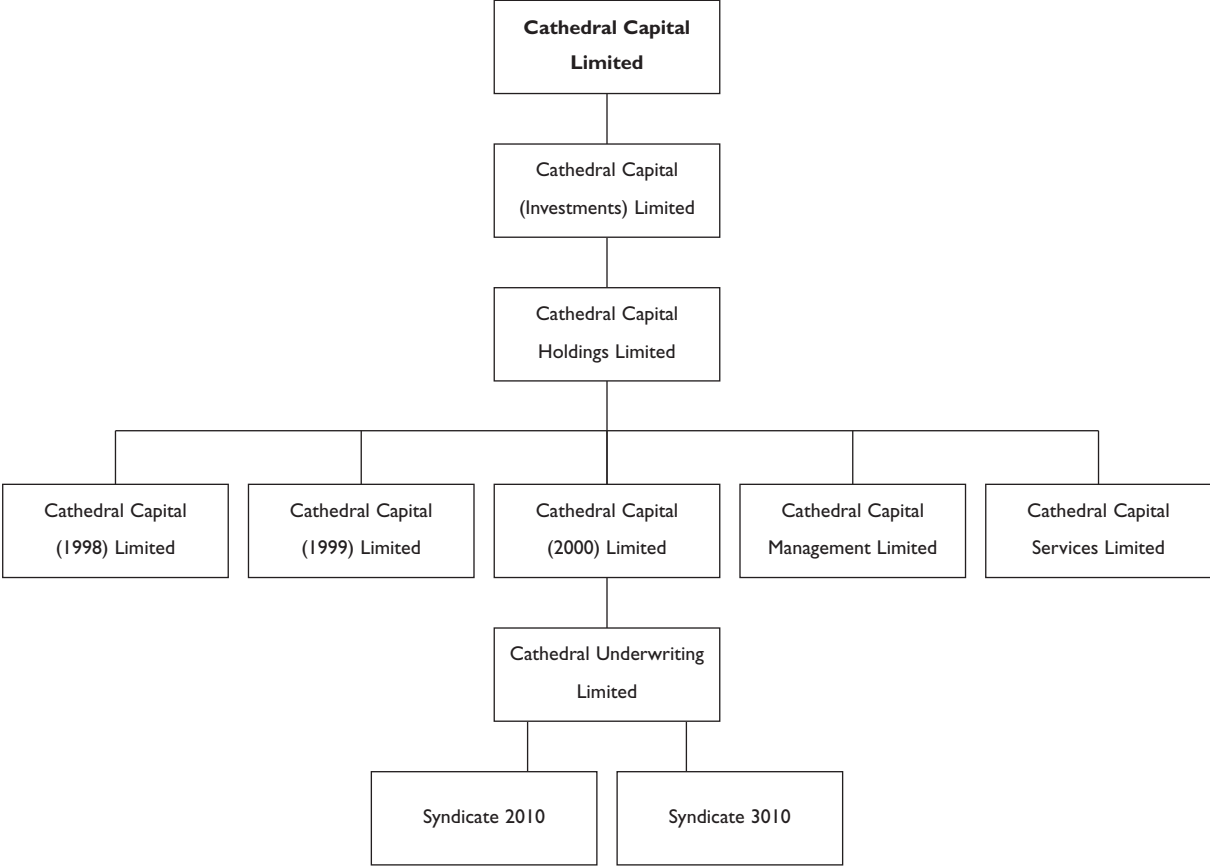 Cathedral Capital
Limited
Cathedral Capital
(Investments) Limited
Cathedral Capital
Holdings Limited
Cathedral Capital
(1998) Limited
Cathedral Capital
(1999) Limited
Cathedral Capital
(2000) Limited
Cathedral Capital
Management Limited
Cathedral Capital
Services Limited
Cathedral Underwriting
Limited
Syndicate 2010
Syndicate 3010